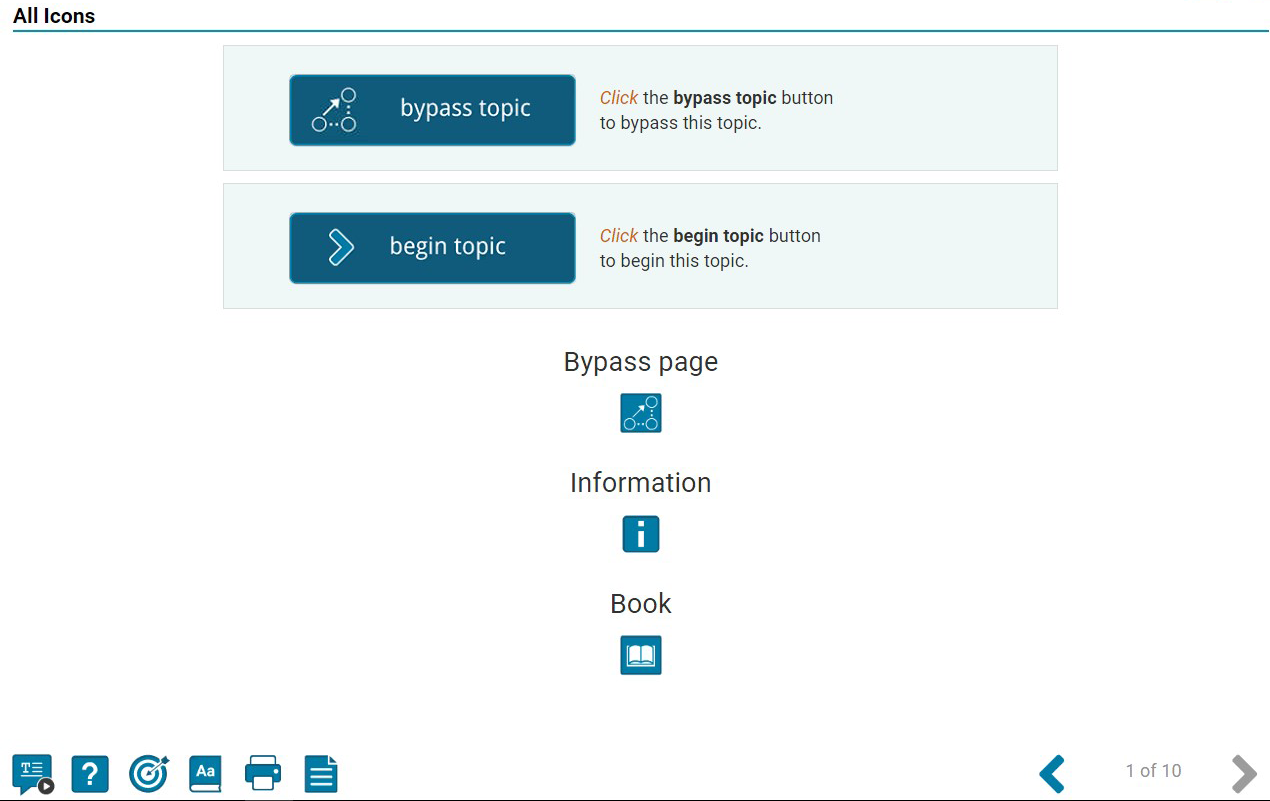 All Icons
bypass topic
Click the bypass topic button
to bypass this topic.
begin topic
Click the begin topic button
to begin this topic.
Bypass page
Information
i
Book
T
?
Aa
1 of 10